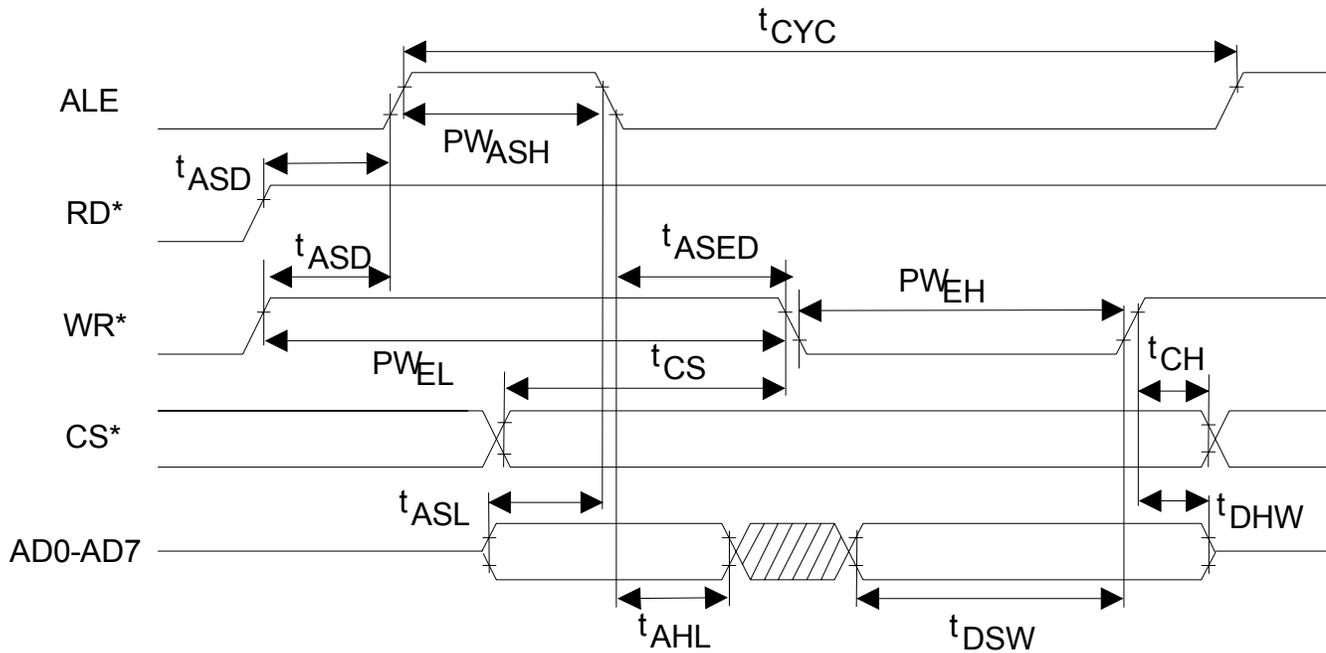 tCYC
ALE
PWASH
tASD
RD*
tASD
tASED
PWEH
WR*
PWEL
tCS
tCH
CS*
tASL
tDHW
AD0-AD7
tAHL
tDSW